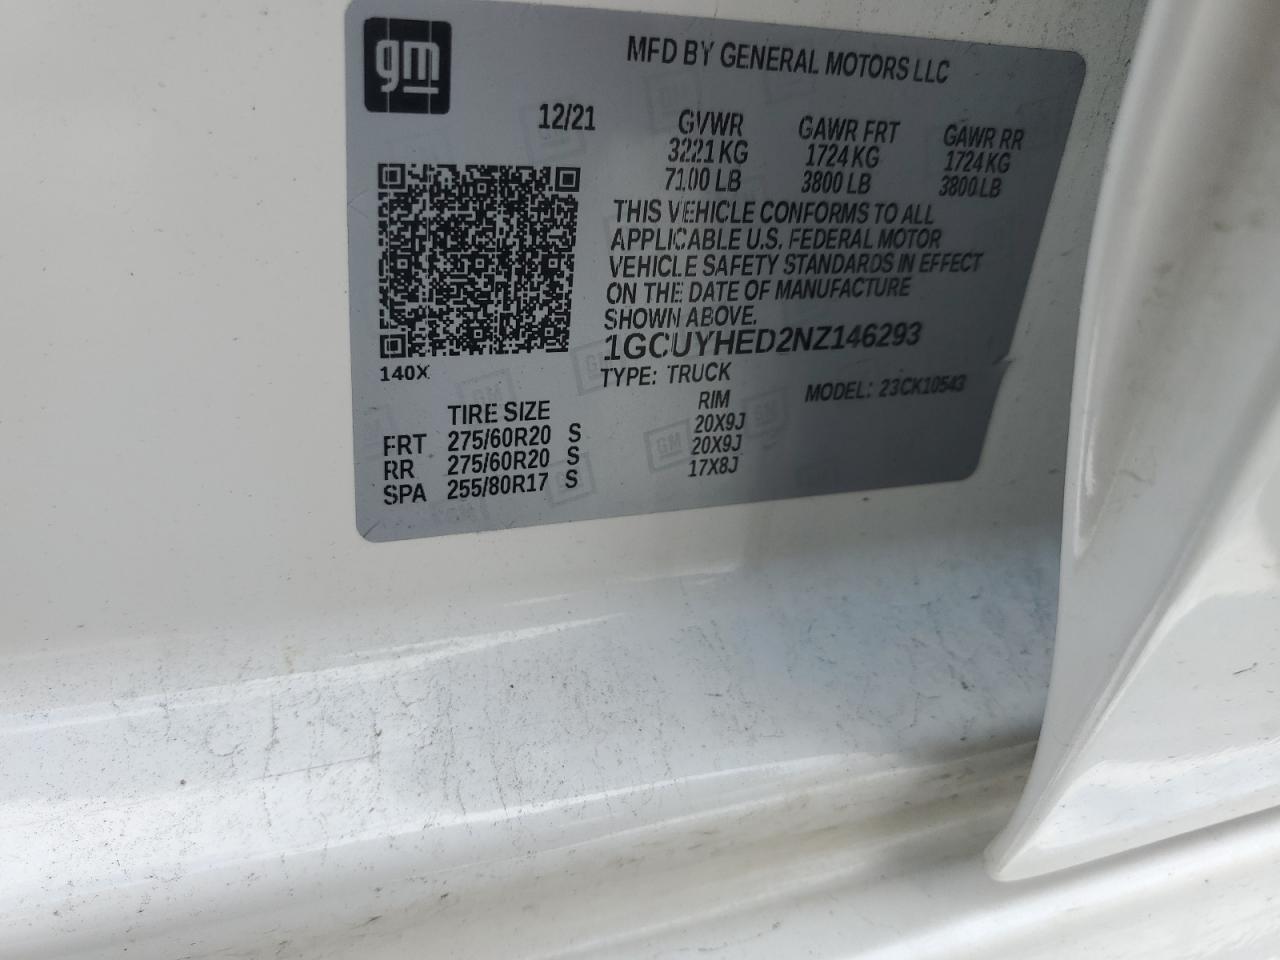 gm
MFD BY GENERAL MOTORS LLC
12/21
GVWR GAWR FRT GAWR RR
3221 KG 1724 KG 1724 KG
7100 LB 3800 LB 3800 LB
THIS VEHICLE CONFORMS TO ALL
APPLICABLE U.S. FEDERAL MOTOR
VEHICLE SAFETY STANDARDS IN EFFECT
ON THE DATE OF MANUFACTURE
SHOWN ABOVE.
1GCUYHED2NZ146293
140X
TYPE: TRUCK MODEL: 23CK10543
TIRE SIZE RIM
FRT 275/60R20 S 20X9J
RR 275/60R20 S 20X9J
SPA 255/80R17 S 17X8J